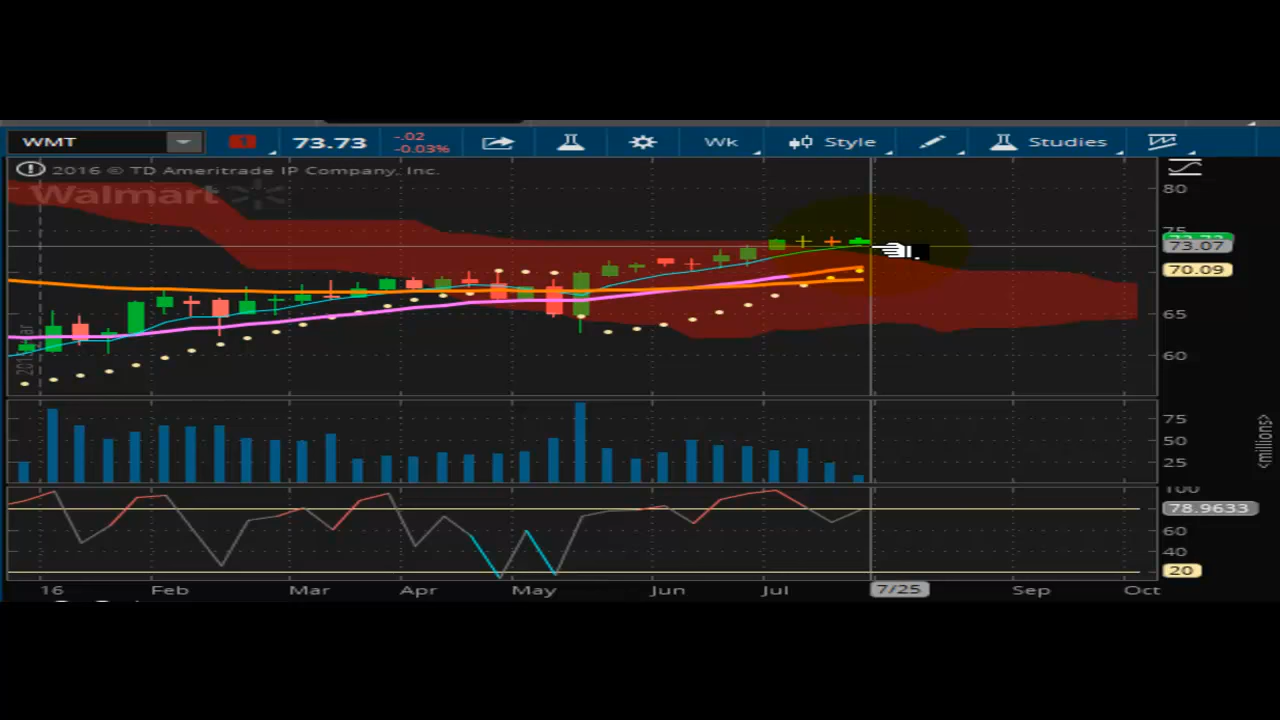 WMT 1 73.73 -.02 -0.03% Wk Style Studies
2016 © TD Ameritrade IP Company, Inc.
Walmart
80
75
73.07
70.09
65
60
75
50
25
<millions>
100
78.9633
60
40
20
16 Feb Mar Apr May Jun Jul 7/25 Sep Oct